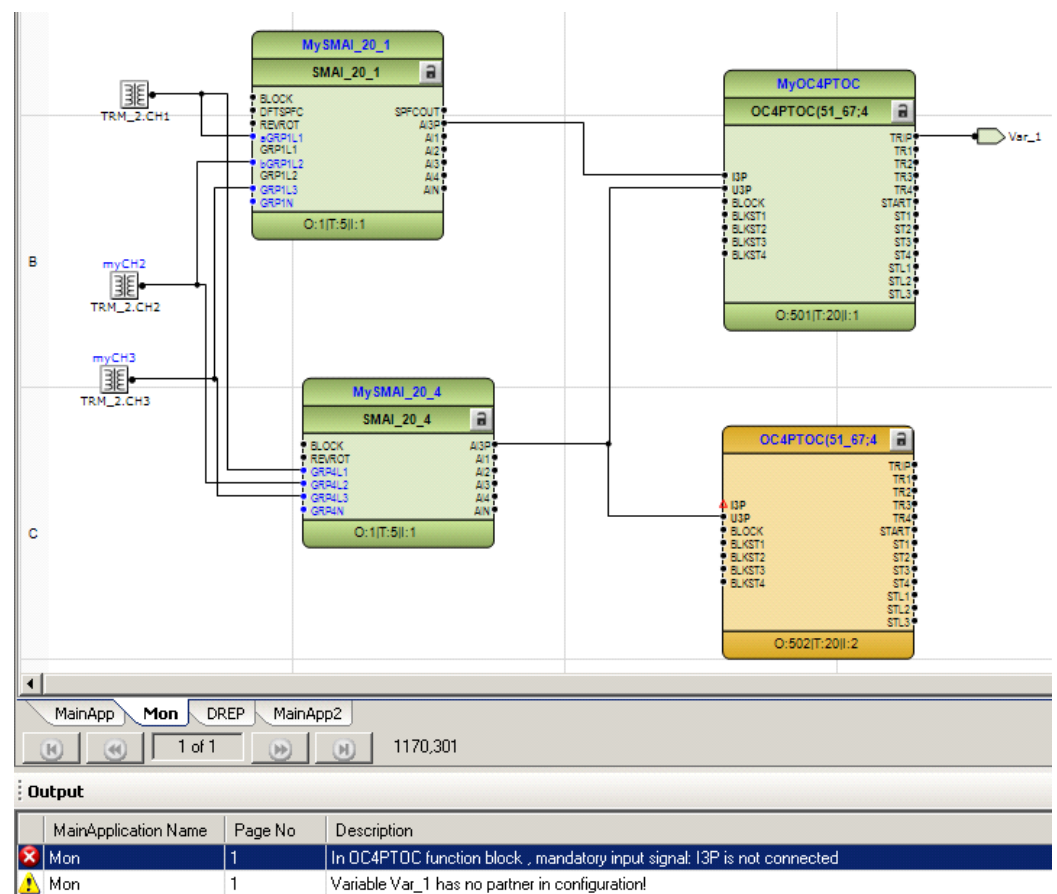 MySMAI_20_1
SMAI_20_1
BLOCK
DFTSPFC
REVROT
aGRP1L1
GRP1L1
bGRP1L2
GRP1L2
GRP1L3
GRP1N
SPFCOUT
AI3P
AI1
AI2
AI3
AI4
AIN
O:1|T:5|I:1
TRM_2.CH1
MyOC4PTOC
OC4PTOC(51_67;4
I3P
U3P
BLOCK
BLKST1
BLKST2
BLKST3
BLKST4
TRIP
TR1
TR2
TR3
TR4
START
ST1
ST2
ST3
ST4
STL1
STL2
STL3
O:501|T:20|I:1
Var_1
B
myCH2
TRM_2.CH2
myCH3
TRM_2.CH3
MySMAI_20_4
SMAI_20_4
BLOCK
REVROT
GRP4L1
GRP4L2
GRP4L3
GRP4N
AI3P
AI1
AI2
AI3
AI4
AIN
O:1|T:5|I:1
OC4PTOC(51_67;4
I3P
U3P
BLOCK
BLKST1
BLKST2
BLKST3
BLKST4
TRIP
TR1
TR2
TR3
TR4
START
ST1
ST2
ST3
ST4
STL1
STL2
STL3
O:502|T:20|I:2
C
MainApp Mon DREP MainApp2
1 of 1 1170,301
Output
MainApplication Name Page No Description
Mon 1 In OC4PTOC function block , mandatory input signal: I3P is not connected
Mon 1 Variable Var_1 has no partner in configuration!